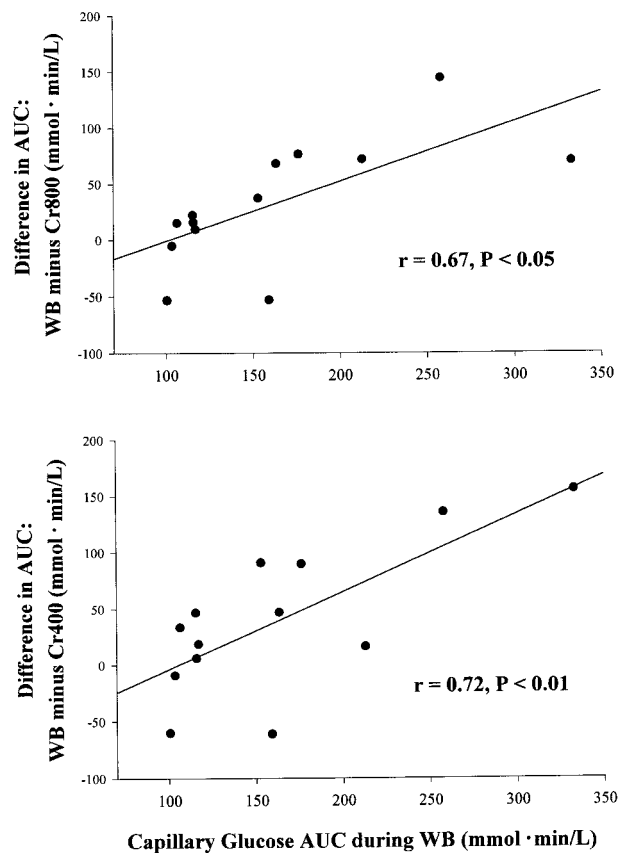 200
150
100
50
0
-50
-100
Difference in AUC:
WB minus Cr800 (mmol · min/L)
r = 0.67, P < 0.05
100 150 200 250 300 350
200
150
100
50
0
-50
-100
Difference in AUC:
WB minus Cr400 (mmol · min/L)
r = 0.72, P < 0.01
100 150 200 250 300 350
Capillary Glucose AUC during WB (mmol ·min/L)